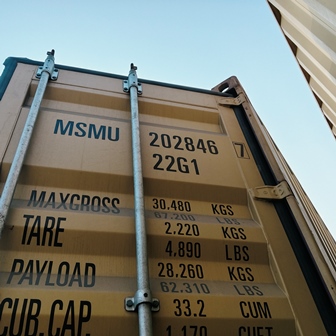 MSMU 202846 7
22G1
MAXGROSS 30.480 KGS
67.200 LBS
TARE 2.220 KGS
4.890 LBS
PAYLOAD 28.260 KGS
62.310 LBS
CUB.CAP. 33.2 CUM
1.170 CUFT